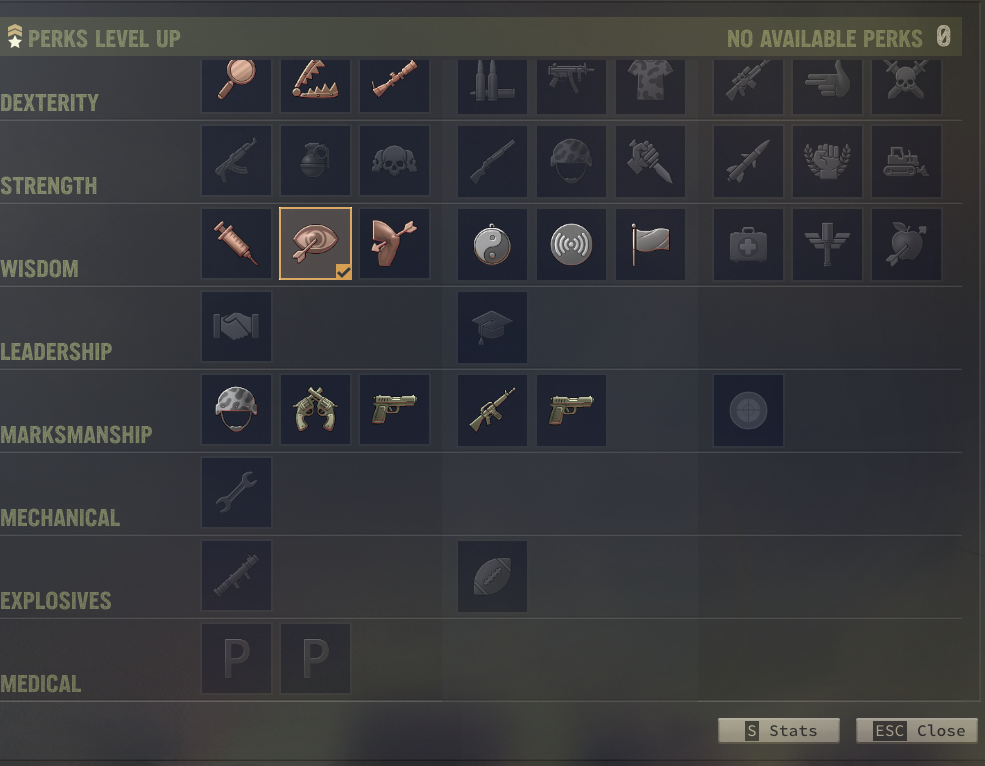 PERKS LEVEL UP
NO AVAILABLE PERKS 0
DEXTERITY
STRENGTH
WISDOM
LEADERSHIP
MARKSMANSHIP
MECHANICAL
EXPLOSIVES
MEDICAL
P P
S Stats
ESC Close